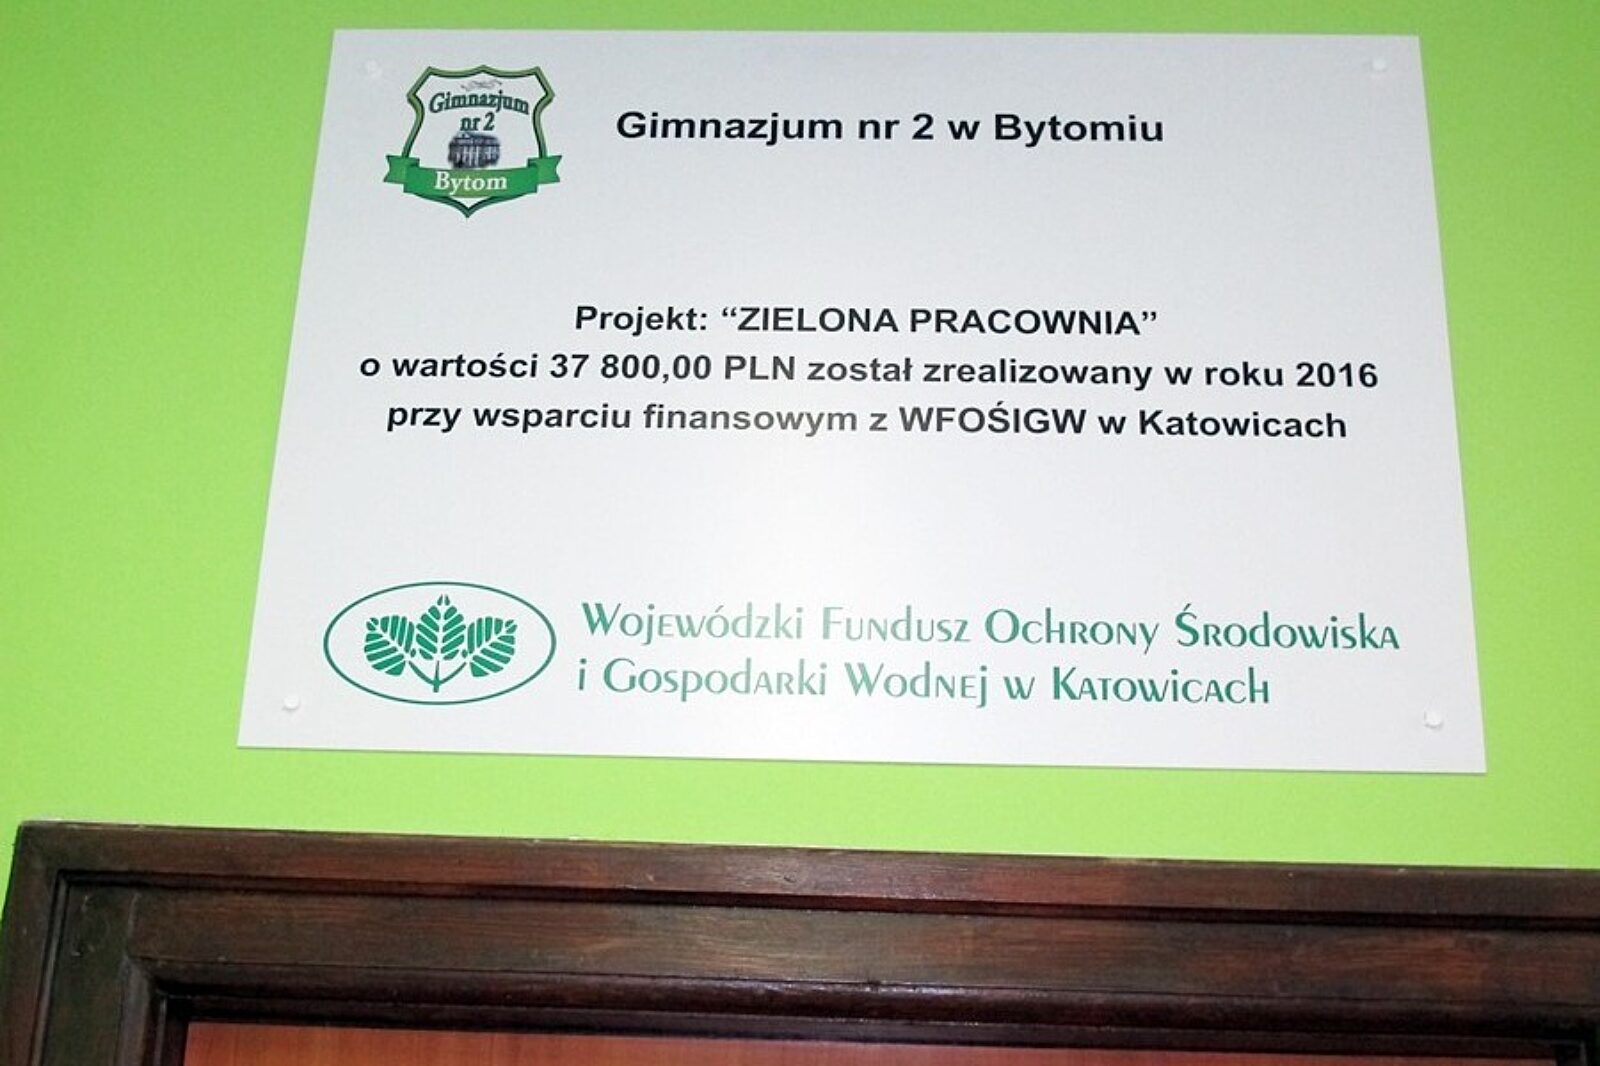 Gimnazjum
nr 2
Bytom
Gimnazjum nr 2 w Bytomiu
Projekt: “ZIELONA PRACOWNIA”
o wartości 37 800,00 PLN został zrealizowany w roku 2016
przy wsparciu finansowym z WFOŚIGW w Katowicach
Wojewódzki Fundusz Ochrony Środowiska
i Gospodarki Wodnej w Katowicach